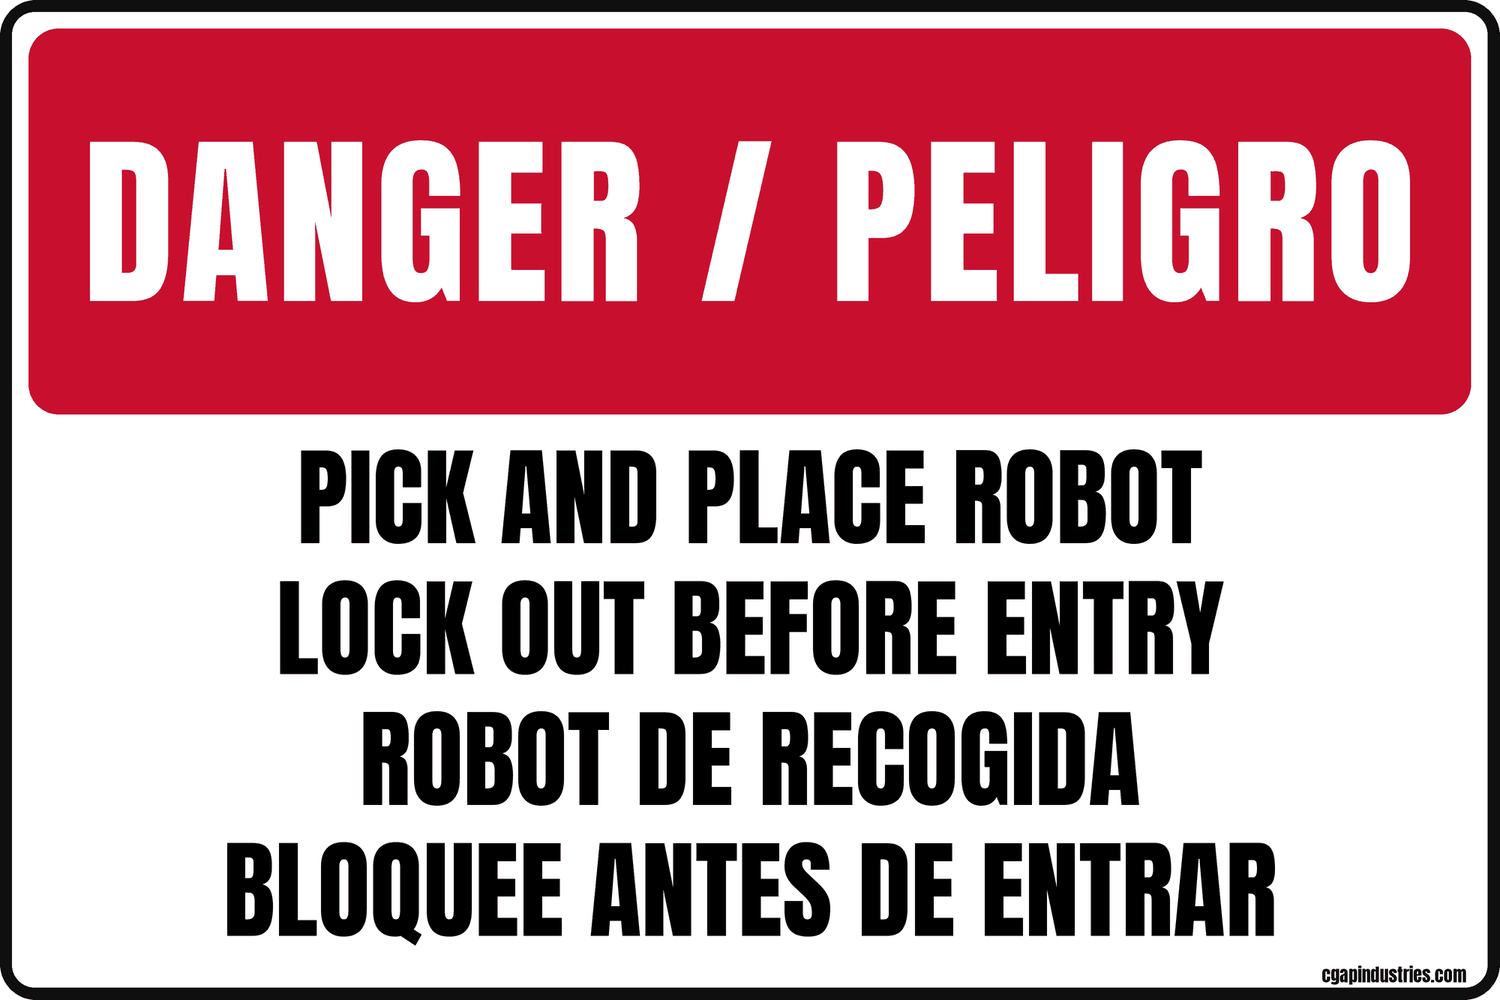 DANGER / PELIGRO
PICK AND PLACE ROBOT
LOCK OUT BEFORE ENTRY
ROBOT DE RECOGIDA
BLOQUEE ANTES DE ENTRAR
cgapindustries.com